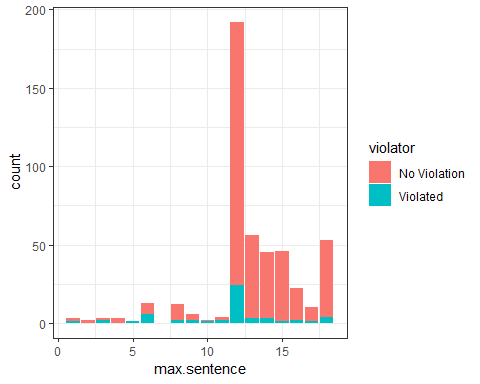 200
150
100
50
0
count
0 5 10 15
max.sentence
violator
No Violation
Violated